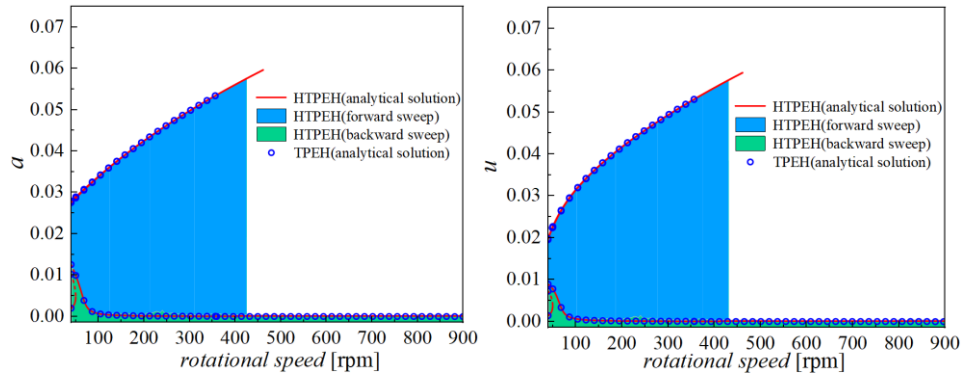 0.07
0.06
0.05
0.04
0.03
0.02
0.01
0.00
a
HTPEH(analytical solution)
HTPEH(forward sweep)
HTPEH(backward sweep)
TPEH(analytical solution)
100 200 300 400 500 600 700 800 900
rotational speed [rpm]
0.07
0.06
0.05
0.04
0.03
0.02
0.01
0.00
u
HTPEH(analytical solution)
HTPEH(forward sweep)
HTPEH(backward sweep)
TPEH(analytical solution)
100 200 300 400 500 600 700 800 900
rotational speed [rpm]